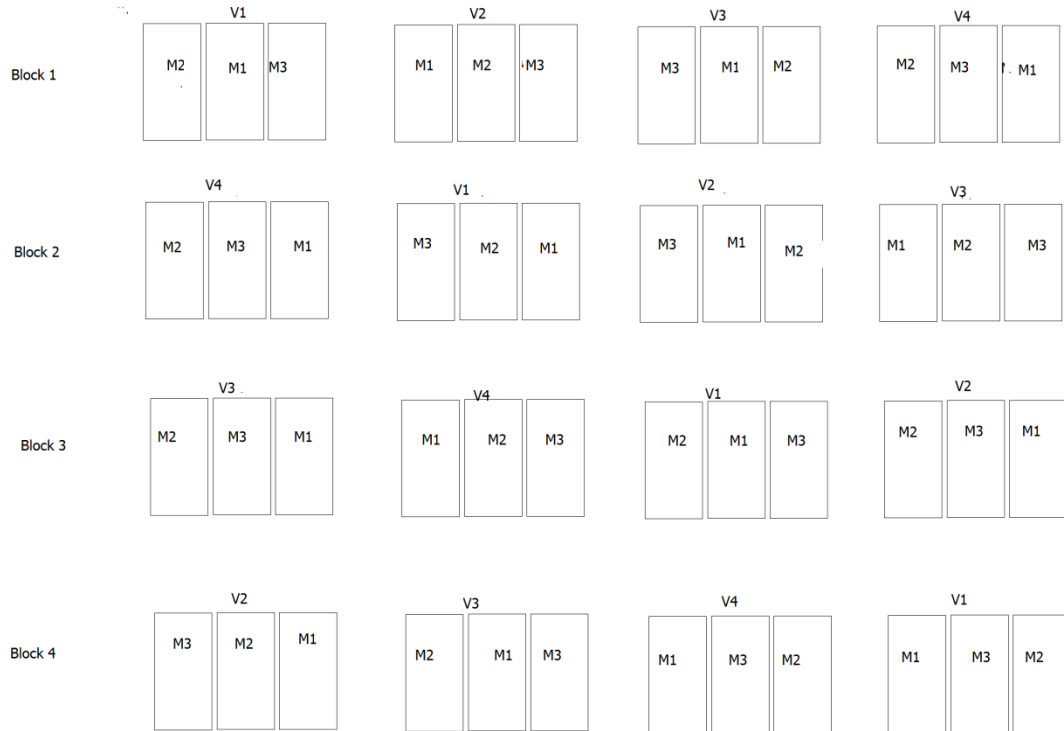 V1 V2 V3 V4
Block 1 M2 M1 M3 M1 M2 M3 M3 M1 M2 M2 M3 M1
V4 V1 V2 V3
Block 2 M2 M3 M1 M3 M2 M1 M3 M1 M2 M1 M2 M3
V3 V4 V1 V2
Block 3 M2 M3 M1 M1 M2 M3 M2 M1 M3 M2 M3 M1
V2 V3 V4 V1
Block 4 M3 M2 M1 M2 M1 M3 M1 M3 M2 M1 M3 M2